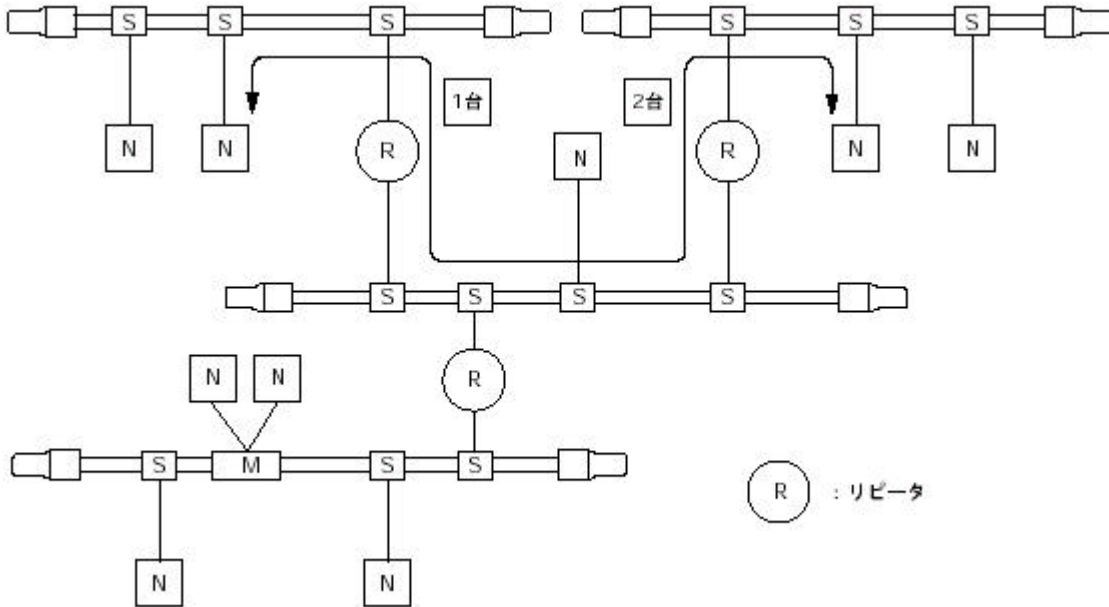 S S S S S S
1台 2台
N N R N R N N
S S S S
N N R
S M S S
R : リピータ
N N